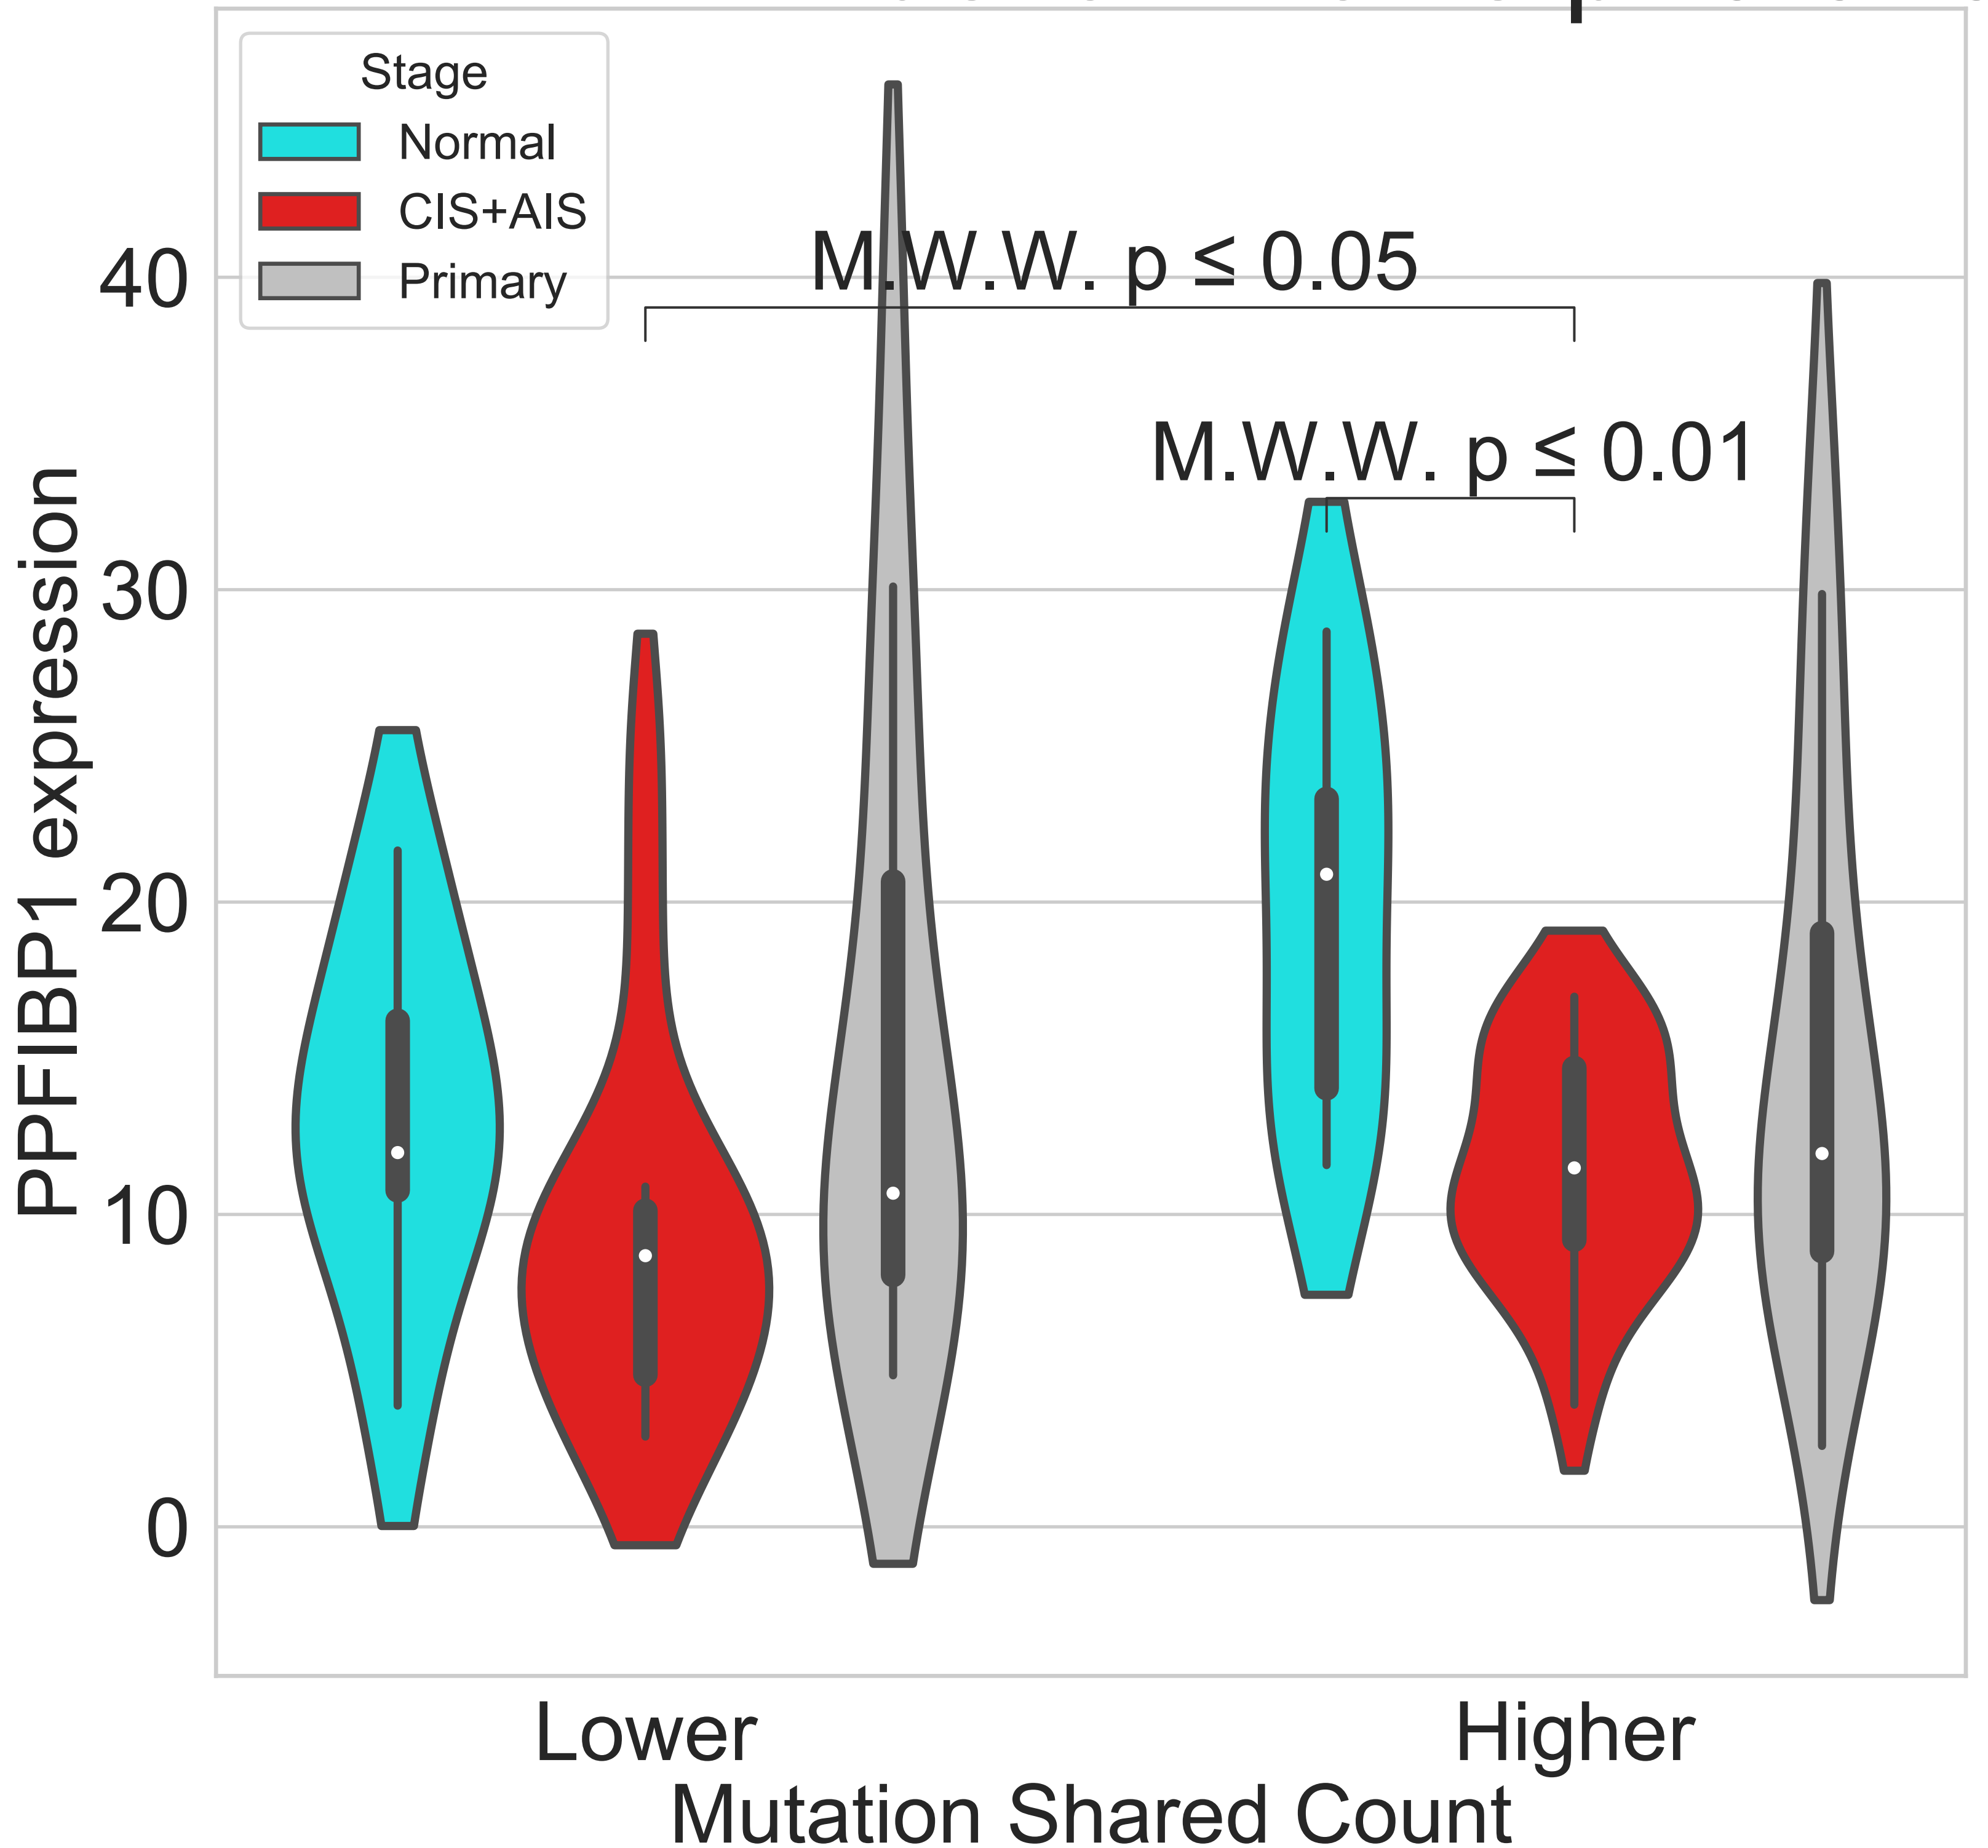 Stage
Normal
CIS+AIS
Primary
M.W.W. p ≤ 0.05
M.W.W. p ≤ 0.01
40
30
20
10
0
PPFIBP1 expression
Lower
Higher
Mutation Shared Count